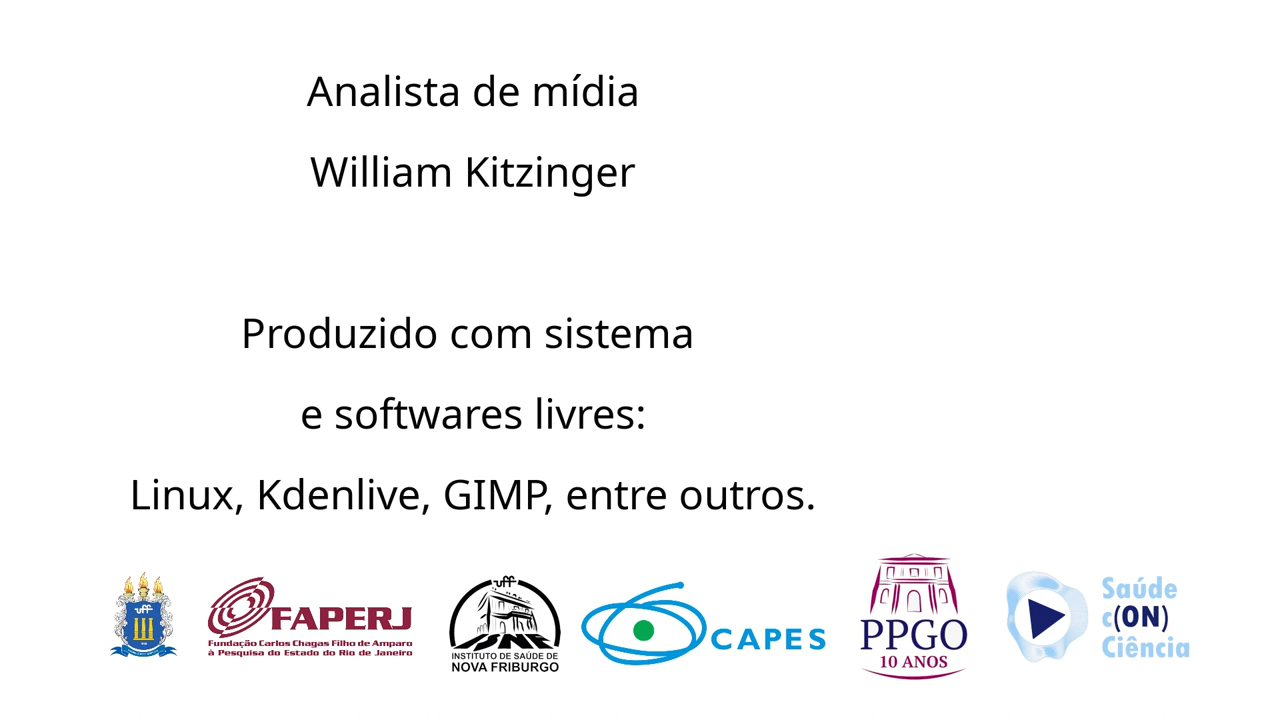 Analista de mídia
William Kitzinger
Produzido com sistema
e softwares livres:
Linux, Kdenlive, GIMP, entre outros.
uff
FAPERJ
Fundação Carlos Chagas Filho de Amparo
à Pesquisa do Estado do Rio de Janeiro
uff
ISNF
INSTITUTO DE SAÚDE DE
NOVA FRIBURGO
CAPES
PPGO
10 ANOS
Saúde
c(ON)
Ciência